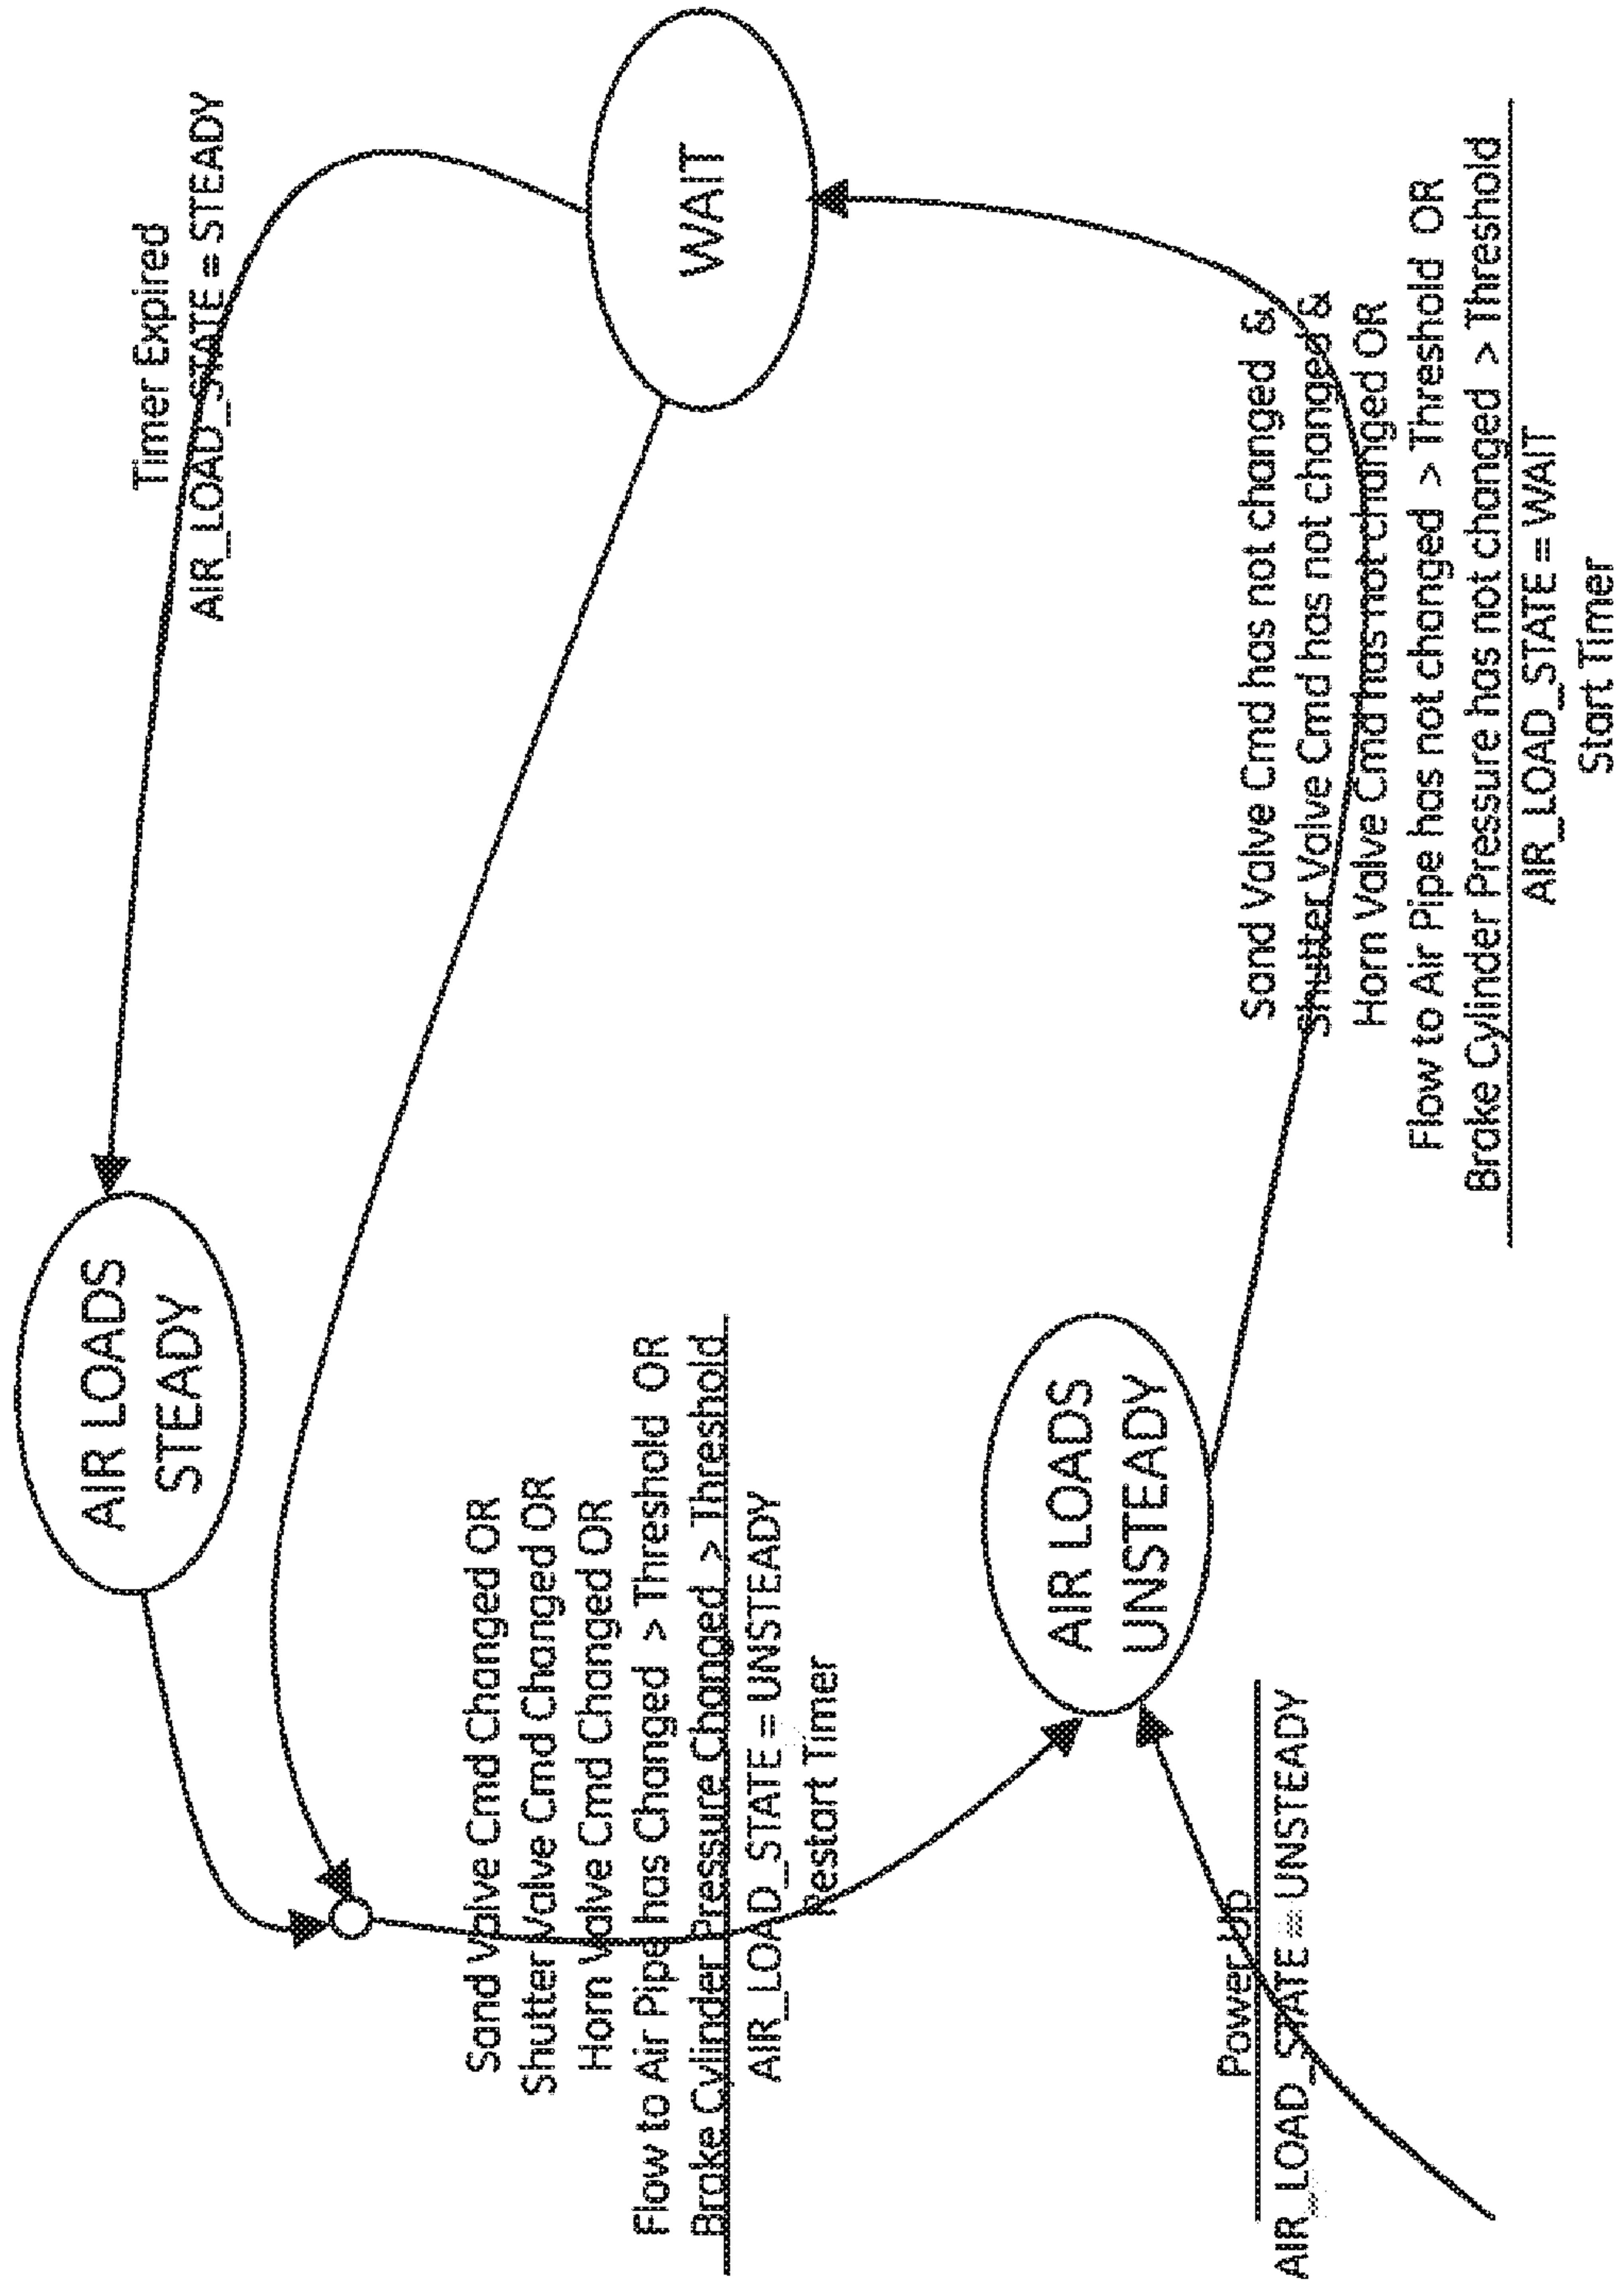 AIR LOADS
STEADY
Timer Expired
AIR_LOAD_STATE = STEADY
WAIT
Sand Valve Cmd Changed OR
Shutter Valve Cmd Changed OR
Horn Valve Cmd Changed OR
Flow to Air Pipe has Changed > Threshold OR
Brake Cylinder Pressure Changed > Threshold
AIR_LOAD_STATE = UNSTEADY
Restart Timer
AIR LOADS
UNSTEADY
Power Up
AIR_LOAD_STATE = UNSTEADY
Sand Valve Cmd has not changed &
Shutter Valve Cmd has not changed &
Horn Valve Cmd has not changed OR
Flow to Air Pipe has not changed > Threshold OR
Brake Cylinder Pressure has not changed > Threshold
AIR_LOAD_STATE = WAIT
Start Timer